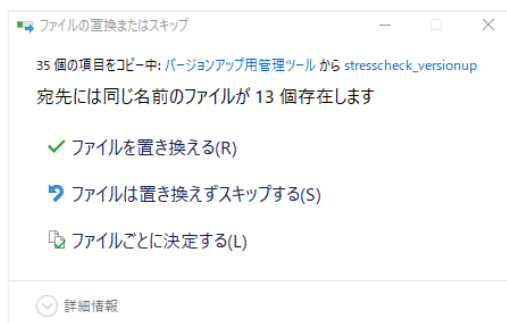 ファイルの置換またはスキップ
35 個の項目をコピー中: バージョンアップ用管理ツール から stresscheck_versionup
宛先には同じ名前のファイルが 13 個存在します
ファイルを置き換える(R)
ファイルは置き換えずスキップする(S)
ファイルごとに決定する(L)
詳細情報